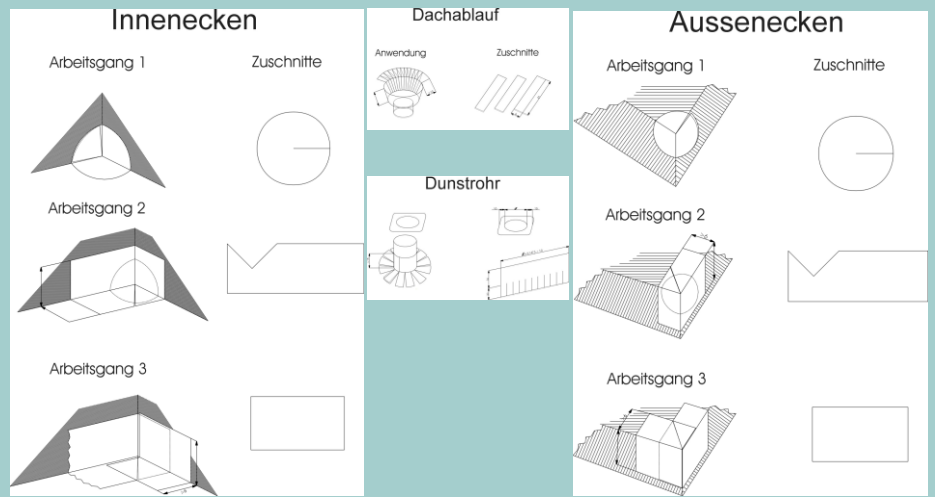 Innenecken
Arbeitsgang 1
Zuschnitte
Arbeitsgang 2
Arbeitsgang 3
Dachablauf
Anwendung
Zuschnitte
Dunstrohr
Aussenecken
Arbeitsgang 1
Zuschnitte
Arbeitsgang 2
Arbeitsgang 3